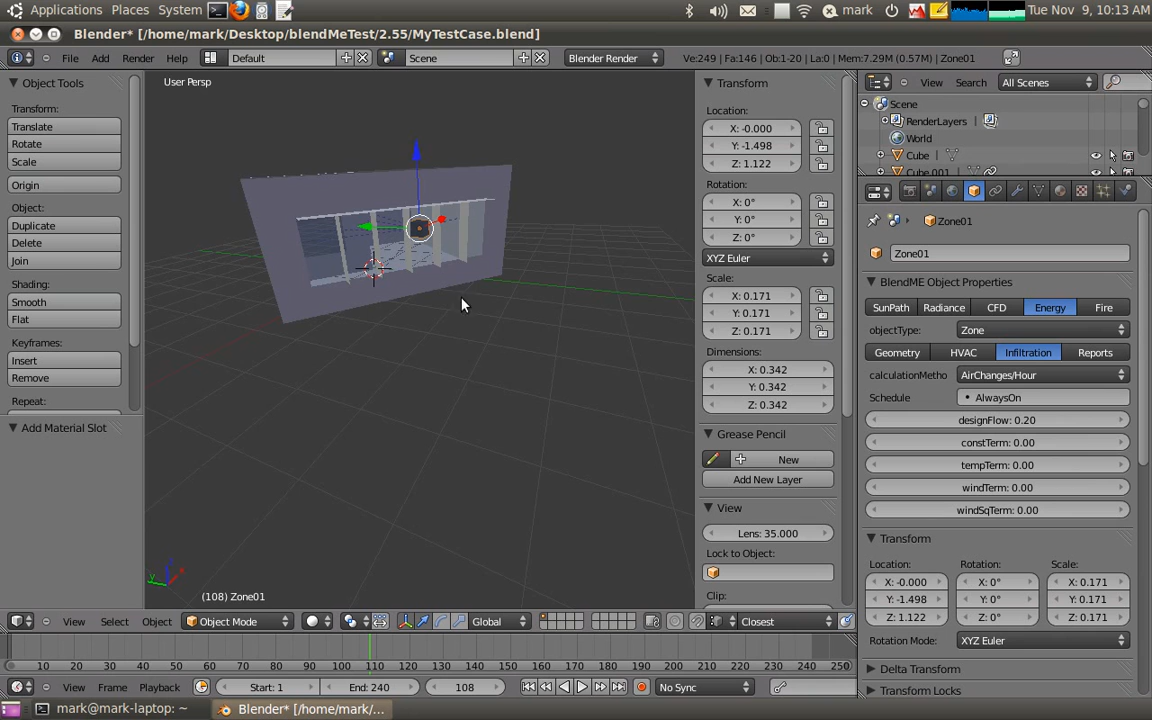 Applications Places System mark Tue Nov 9, 10:13 AM
Blender* [/home/mark/Desktop/blendMeTest/2.55/MyTestCase.blend]
File Add Render Help Default Scene Blender Render Ve:249 | Fa:146 | Ob:1-20 | La:0 | Mem:7.29M (0.57M) | Zone01
Object Tools
Transform:
Translate
Rotate
Scale
Origin
Object:
Duplicate
Delete
Join
Shading:
Smooth
Flat
Keyframes:
Insert
Remove
Repeat:
Add Material Slot
User Persp
(108) Zone01
Transform
Location:
X: -0.000
Y: -1.498
Z: 1.122
Rotation:
X: 0°
Y: 0°
Z: 0°
XYZ Euler
Scale:
X: 0.171
Y: 0.171
Z: 0.171
Dimensions:
X: 0.342
Y: 0.342
Z: 0.342
Grease Pencil
New
Add New Layer
View
Lens: 35.000
Lock to Object:
Clip:
View Search All Scenes
Scene
RenderLayers
World
Cube
Cube.001
Zone01
Zone01
BlendME Object Properties
SunPath Radiance CFD Energy Fire
objectType: Zone
Geometry HVAC Infiltration Reports
calculationMetho AirChanges/Hour
Schedule • AlwaysOn
designFlow: 0.20
constTerm: 0.00
tempTerm: 0.00
windTerm: 0.00
windSqTerm: 0.00
Transform
Location: Rotation: Scale:
X: -0.000 X: 0° X: 0.171
Y: -1.498 Y: 0° Y: 0.171
Z: 1.122 Z: 0° Z: 0.171
Rotation Mode: XYZ Euler
Delta Transform
Transform Locks
View Select Object Object Mode Global Closest
10 20 30 40 50 60 70 80 90 100 110 120 130 140 150 160 170 180 190 200 210 220 230 240 250
View Frame Playback Start: 1 End: 240 108 No Sync
mark@mark-laptop: ~ Blender* [/home/mark/...